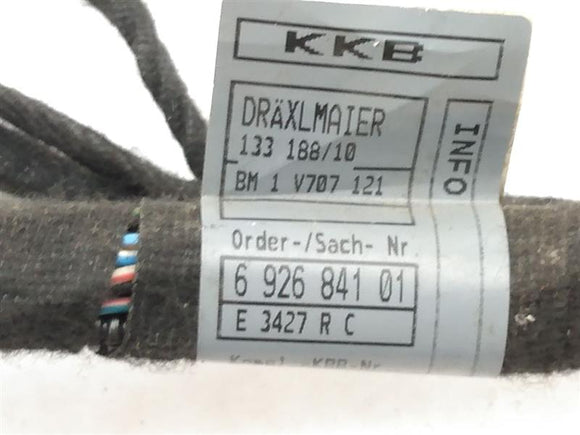 KKB
DRÄXLMAIER
133 188/10
BM 1 V707 121
INFO
Order-/Sach- Nr
6 926 841 01
E 3427 R C